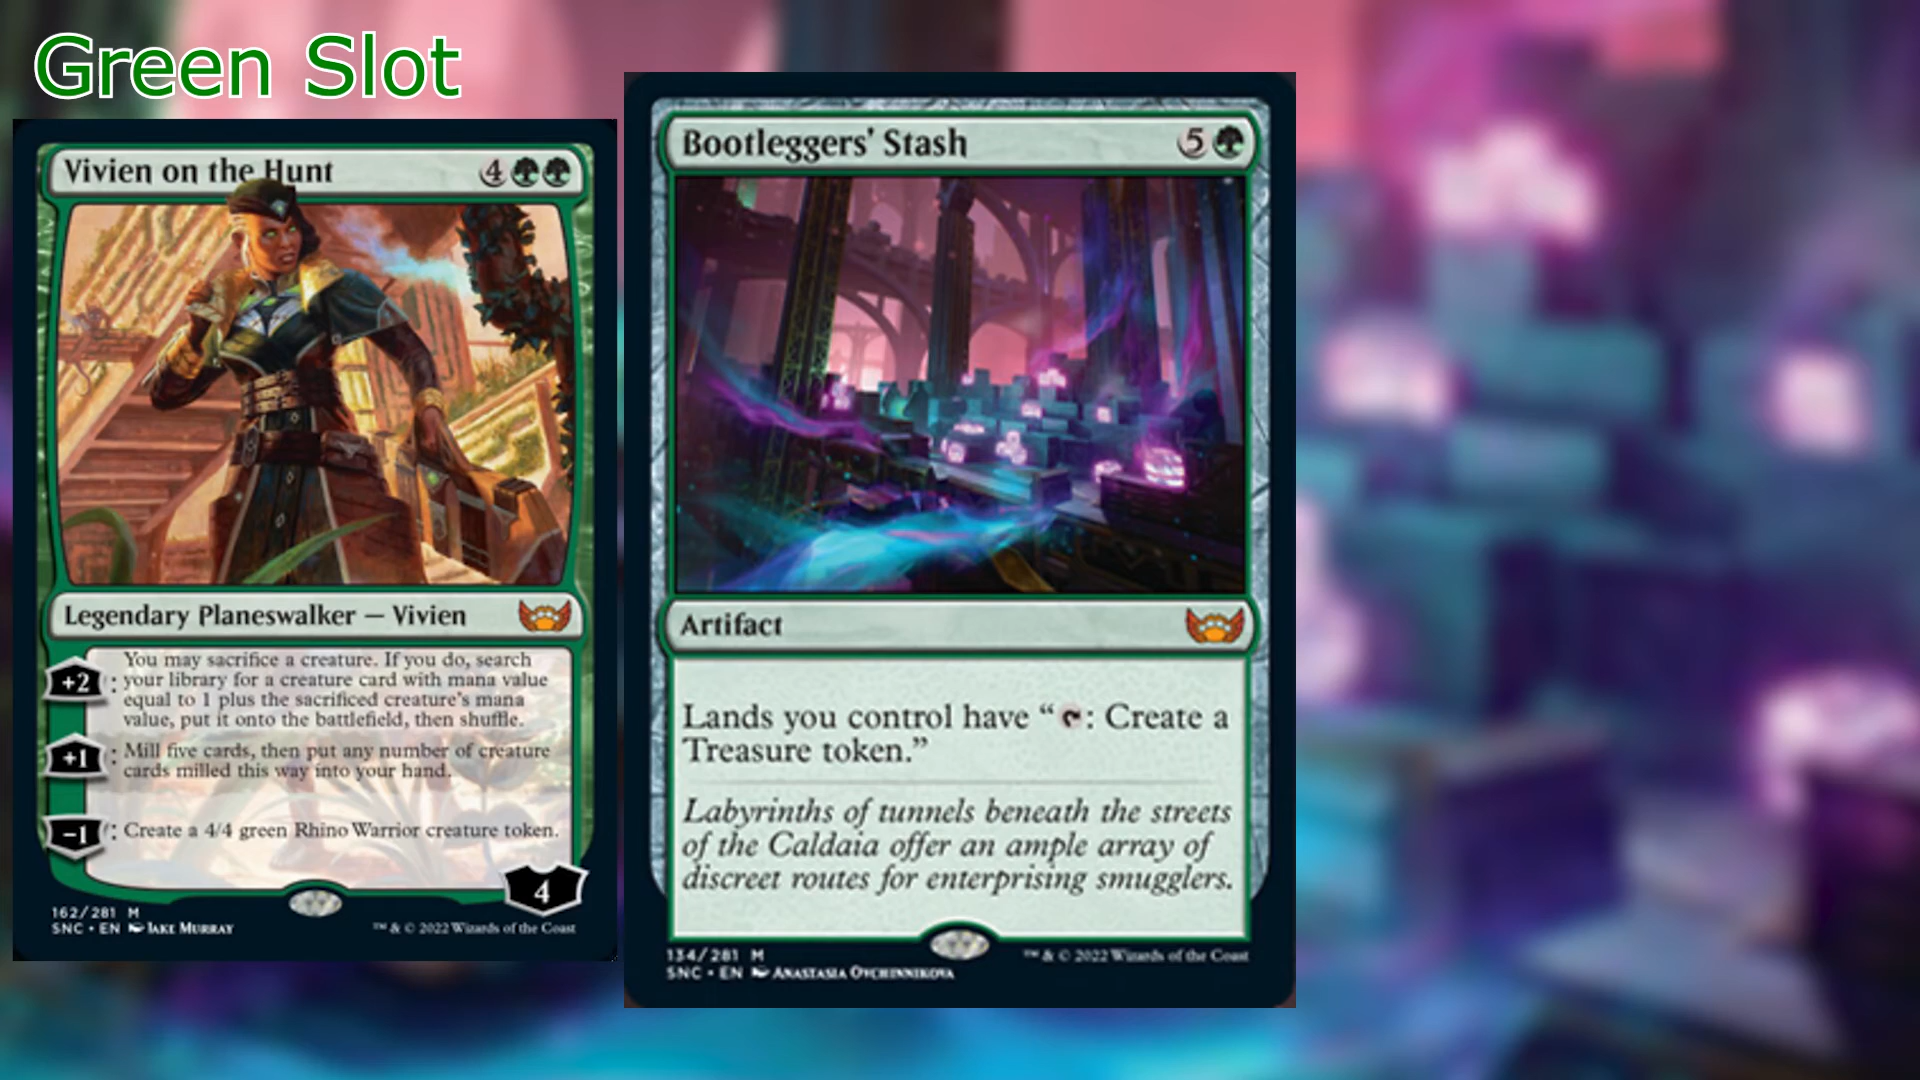 Green Slot
Vivien on the Hunt
4
Legendary Planeswalker — Vivien
+2 : You may sacrifice a creature. If you do, search
your library for a creature card with mana value
equal to 1 plus the sacrificed creature's mana
value, put it onto the battlefield, then shuffle.
+1 : Mill five cards, then put any number of creature
cards milled this way into your hand.
−1 : Create a 4/4 green Rhino Warrior creature token.
4
162/281 M
SNC • EN JAKE MURRAY
™ & © 2022 Wizards of the Coast
Bootleggers' Stash
5
Artifact
Lands you control have “ : Create a
Treasure token.”
Labyrinths of tunnels beneath the streets
of the Caldaia offer an ample array of
discreet routes for enterprising smugglers.
134/281 M
SNC • EN ANASTASIA OVCHINNIKOVA
™ & © 2022 Wizards of the Coast